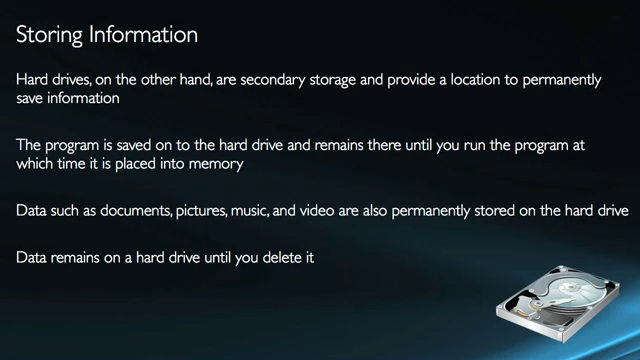 Storing Information
Hard drives, on the other hand, are secondary storage and provide a location to permanently
save information
The program is saved on to the hard drive and remains there until you run the program at
which time it is placed into memory
Data such as documents, pictures, music, and video are also permanently stored on the hard drive
Data remains on a hard drive until you delete it